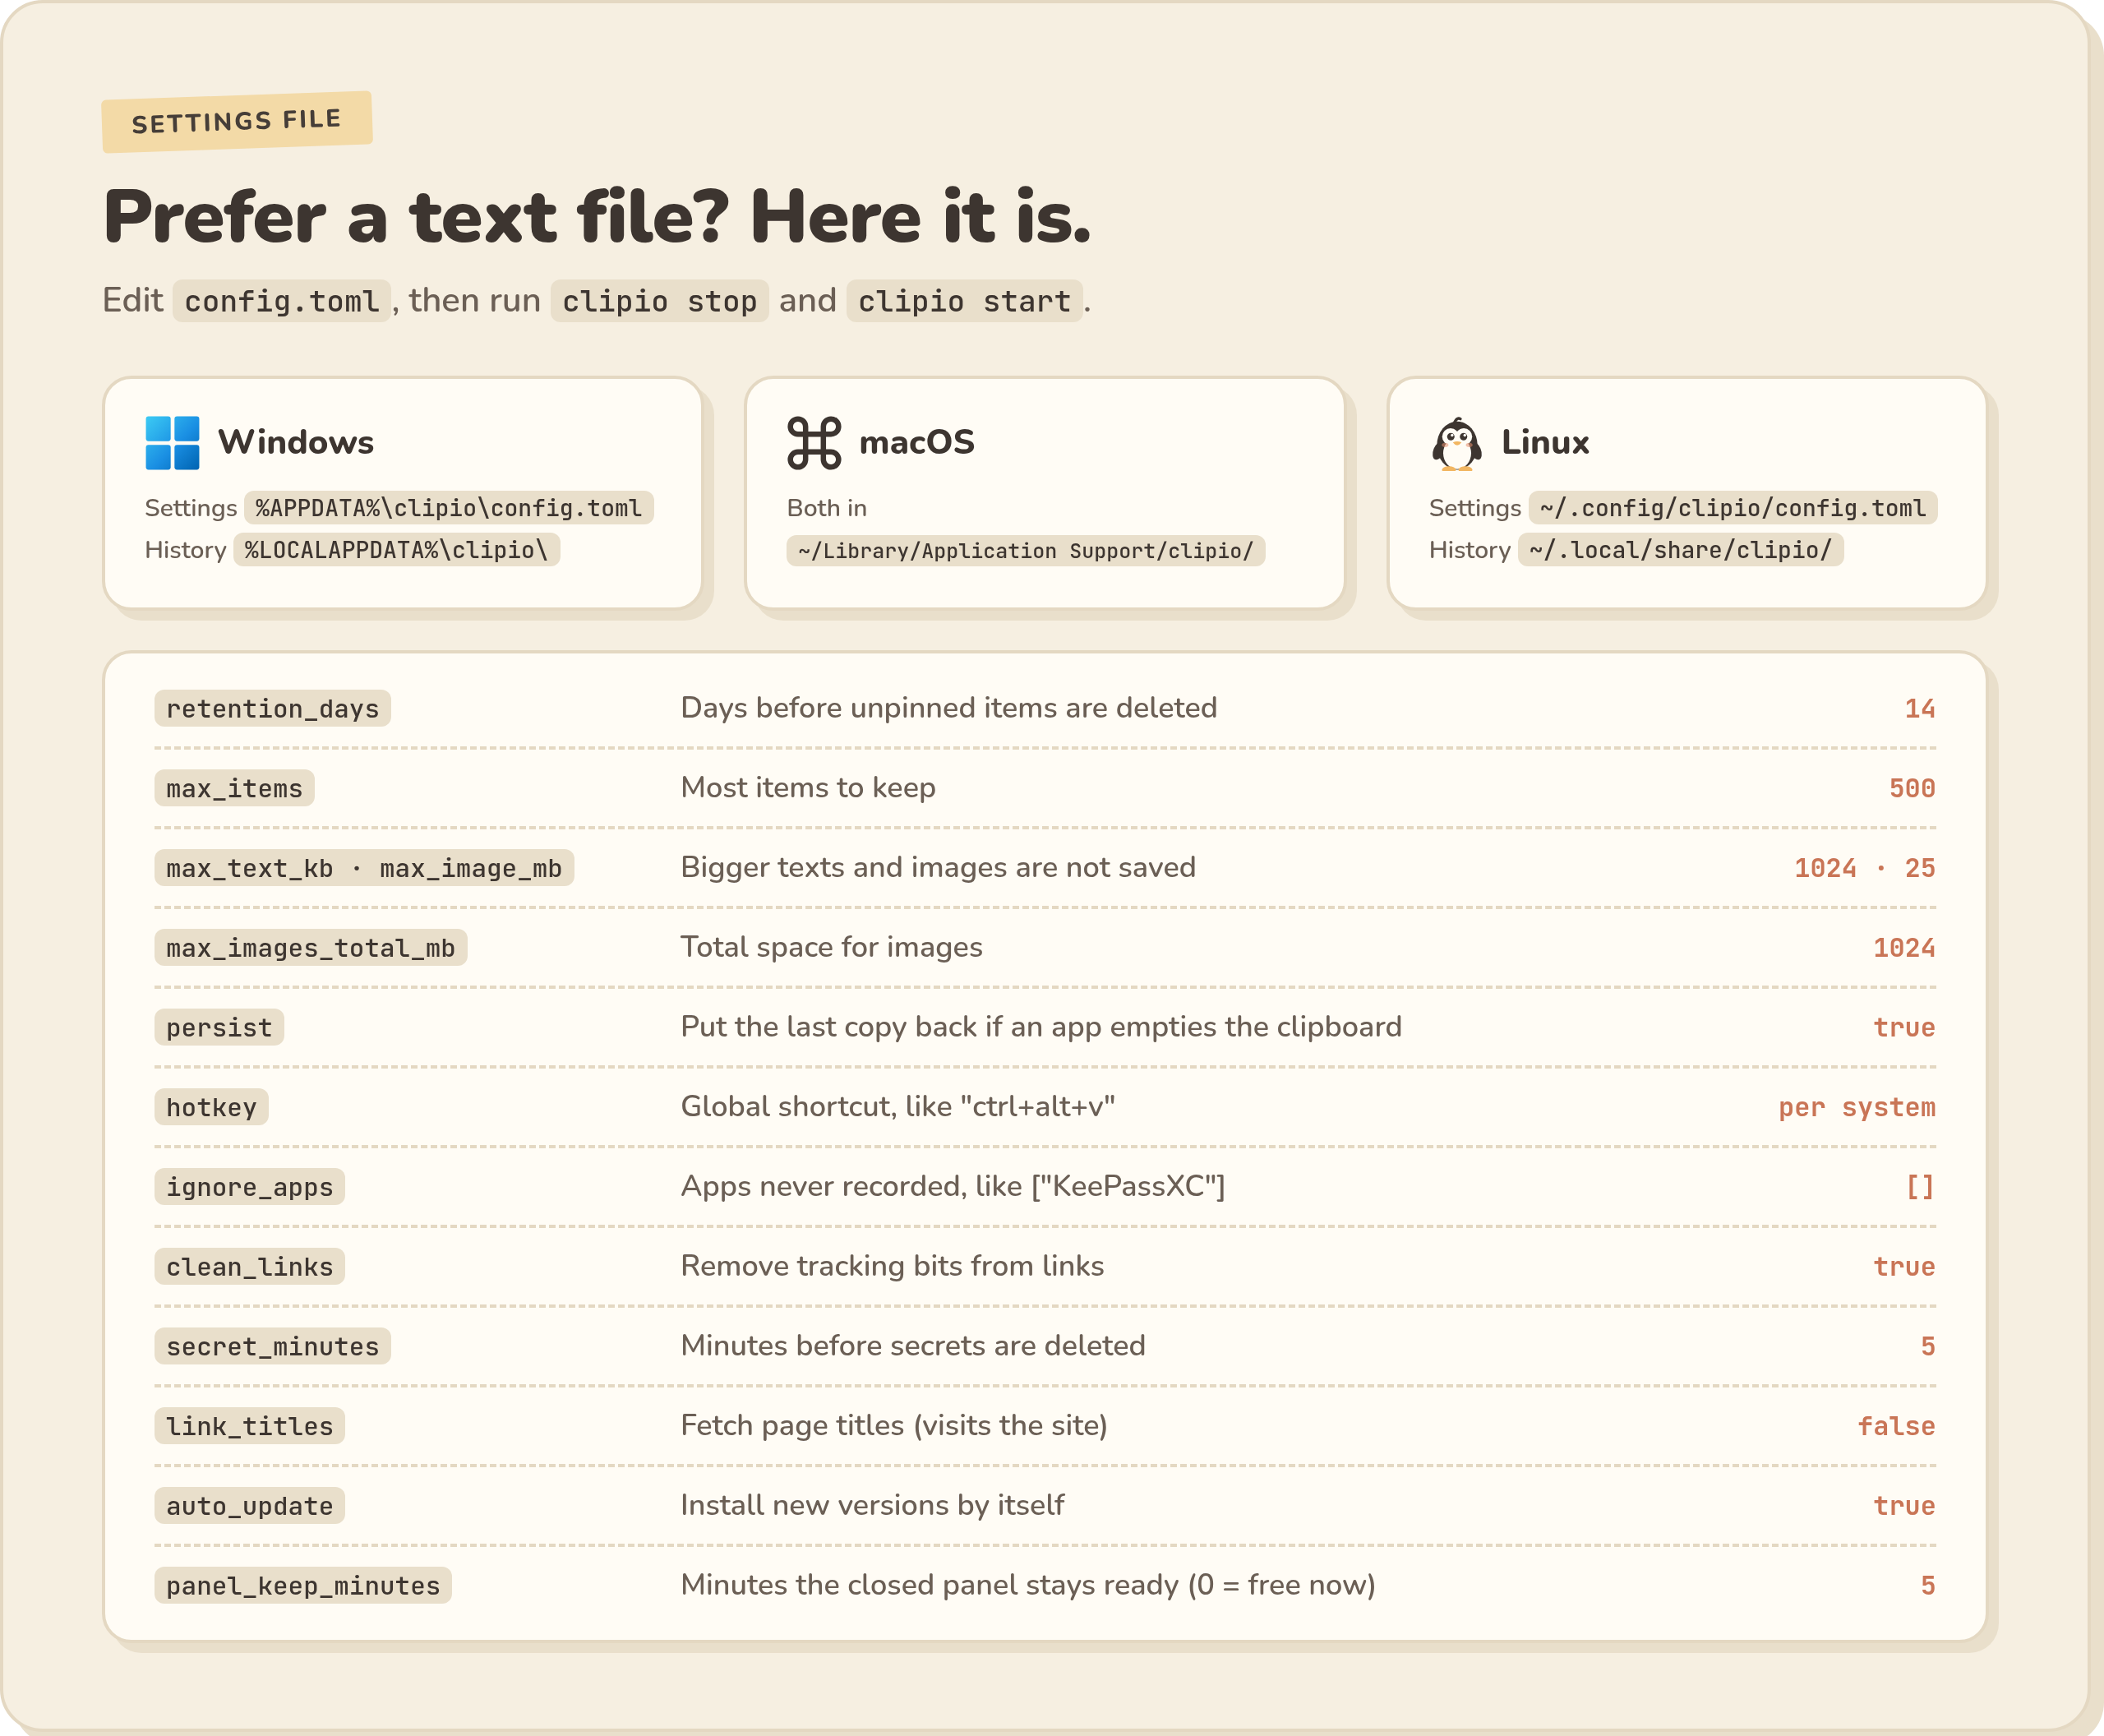 SETTINGS FILE
Prefer a text file? Here it is.
Edit config.toml, then run clipio stop and clipio start.
Windows
Settings %APPDATA%\clipio\config.toml
History %LOCALAPPDATA%\clipio\
macOS
Both in
~/Library/Application Support/clipio/
Linux
Settings ~/.config/clipio/config.toml
History ~/.local/share/clipio/
retention_days Days before unpinned items are deleted 14
max_items Most items to keep 500
max_text_kb · max_image_mb Bigger texts and images are not saved 1024 · 25
max_images_total_mb Total space for images 1024
persist Put the last copy back if an app empties the clipboard true
hotkey Global shortcut, like "ctrl+alt+v" per system
ignore_apps Apps never recorded, like ["KeePassXC"] []
clean_links Remove tracking bits from links true
secret_minutes Minutes before secrets are deleted 5
link_titles Fetch page titles (visits the site) false
auto_update Install new versions by itself true
panel_keep_minutes Minutes the closed panel stays ready (0 = free now) 5